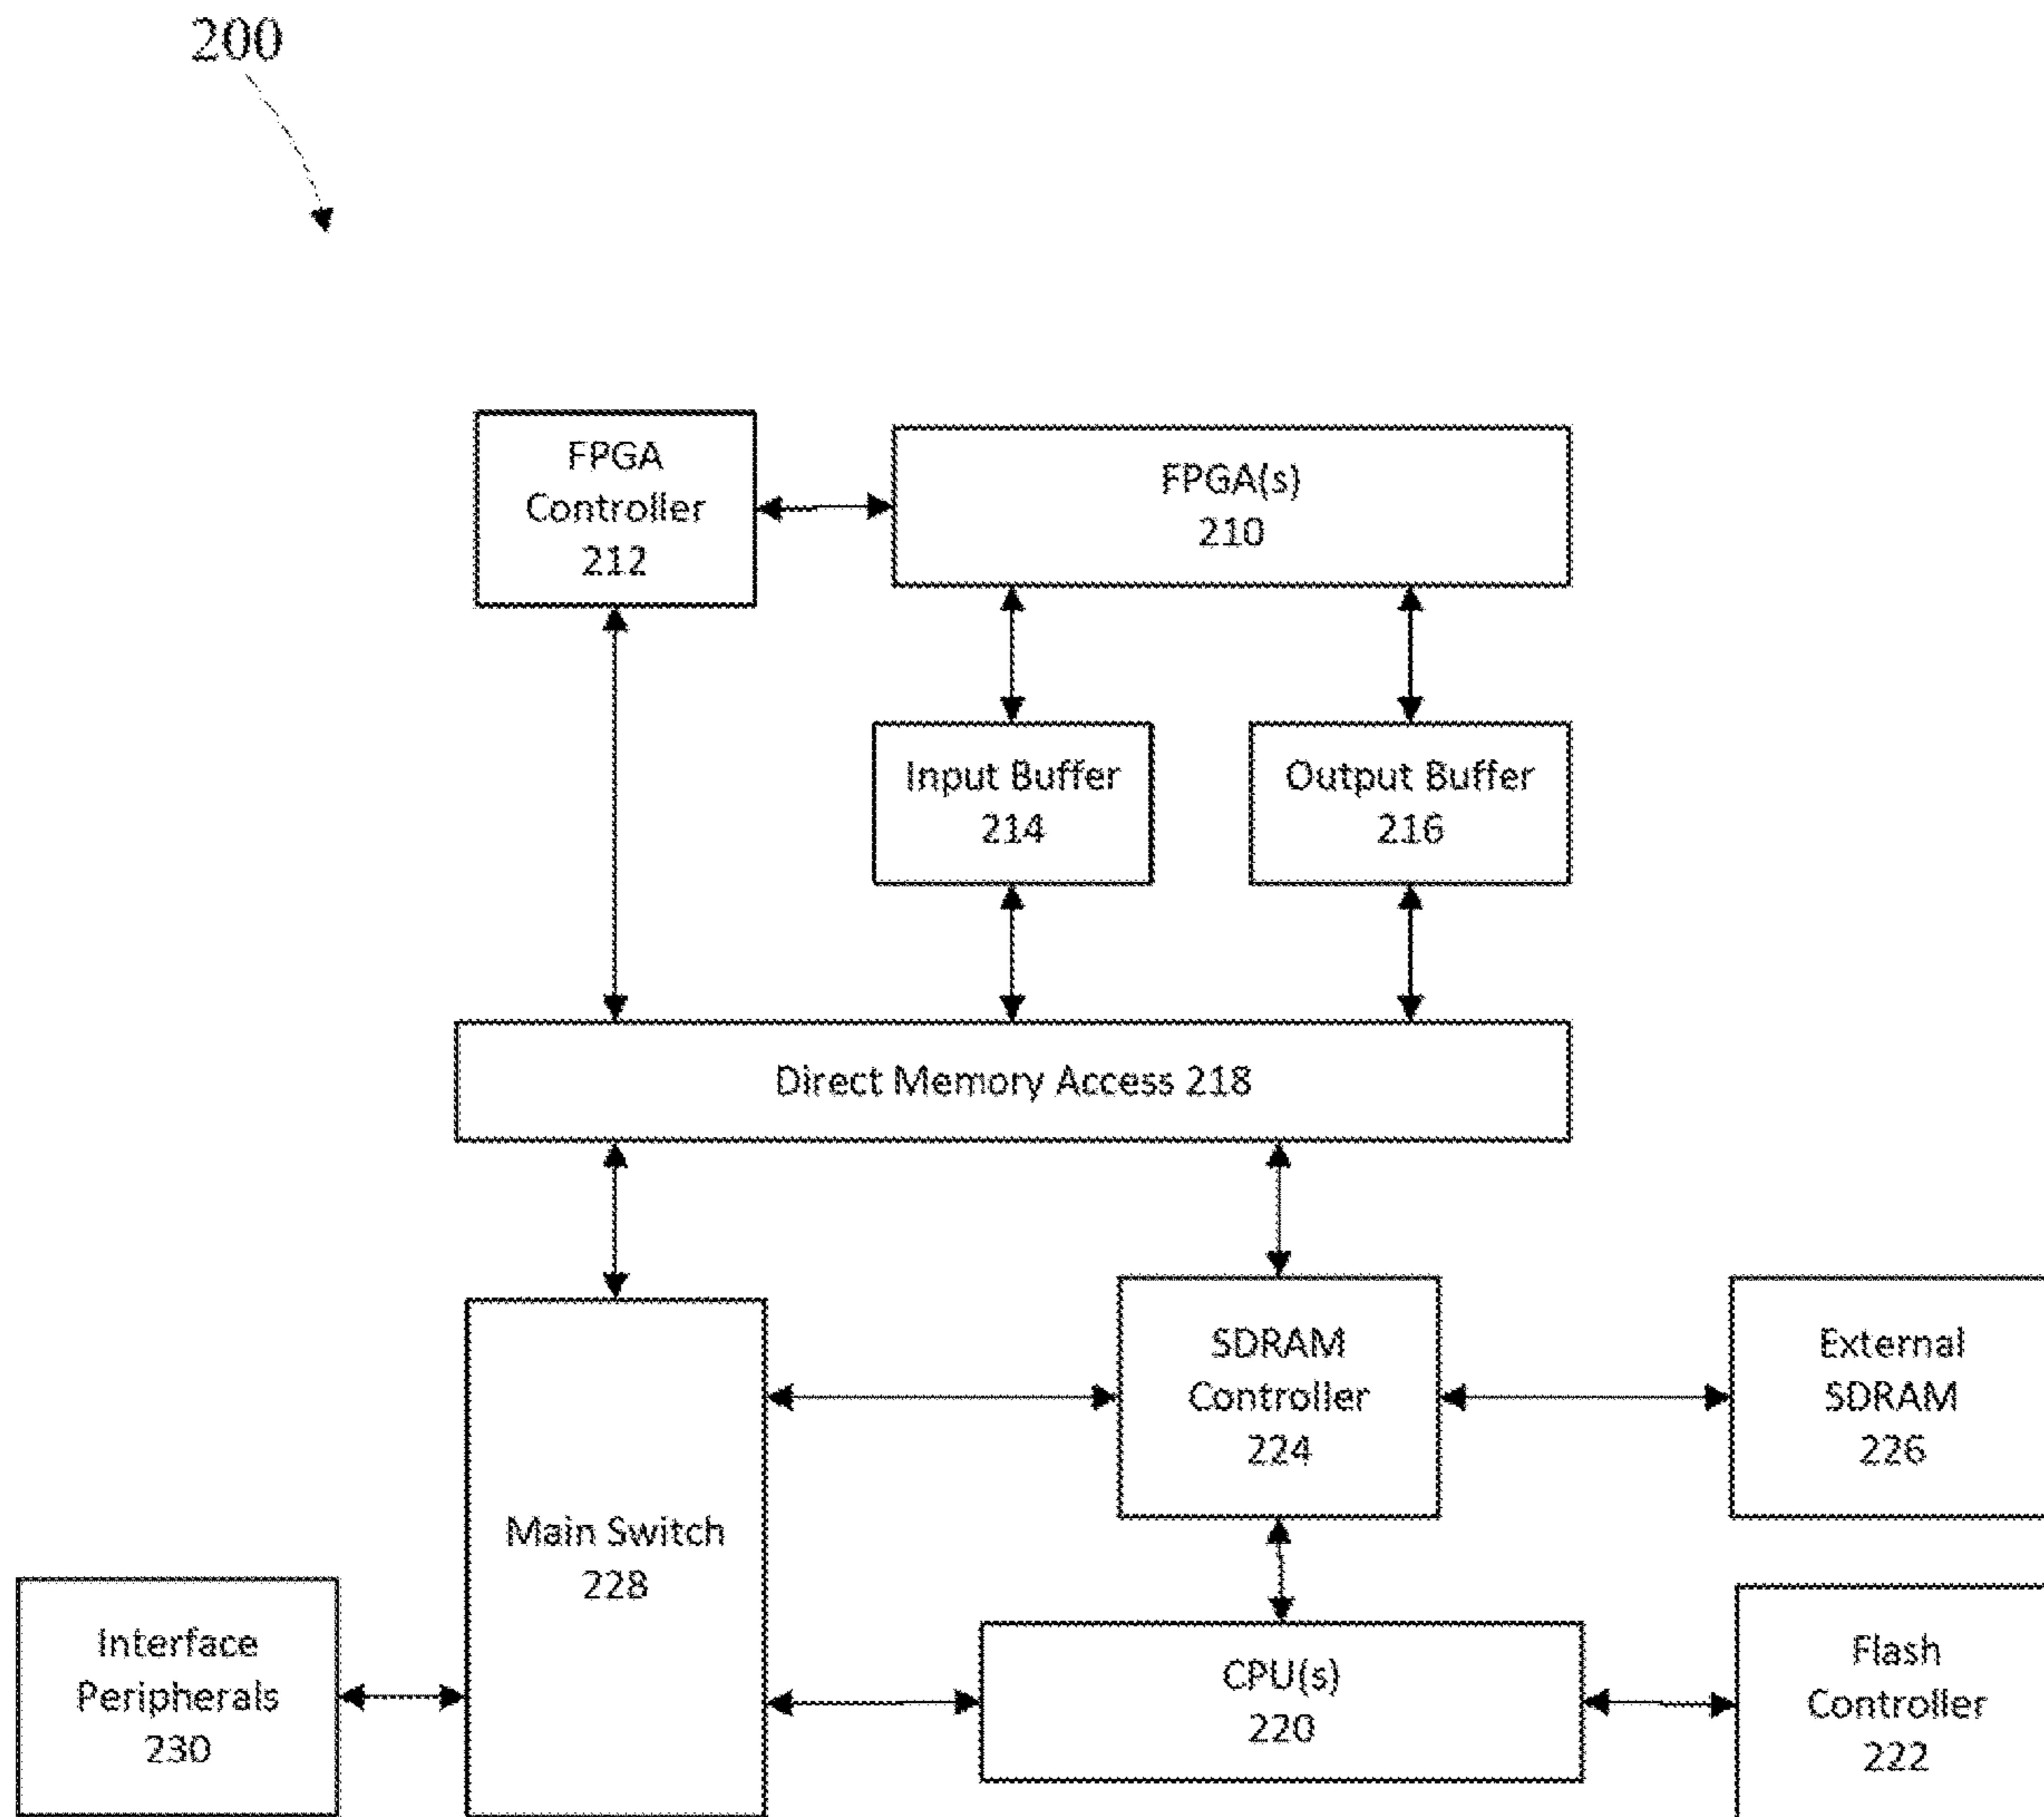 200
FPGA
Controller
212
FPGA(s)
210
Input Buffer
214
Output Buffer
216
Direct Memory Access 218
SDRAM
Controller
224
External
SDRAM
226
Main Switch
228
Interface
Peripherals
230
CPU(s)
220
Flash
Controller
222